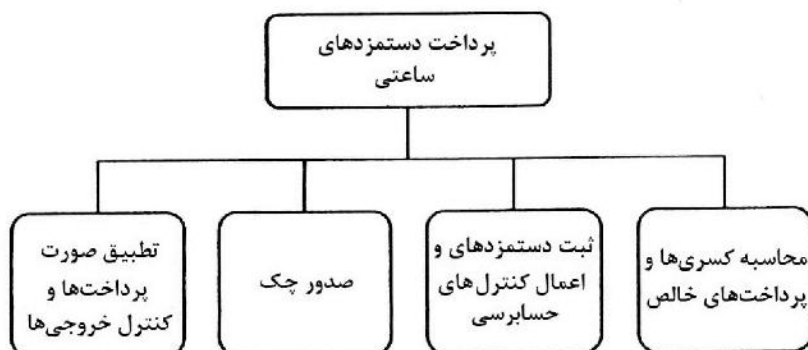 پرداخت دستمزدهای
ساعتی
محاسبه کسری‌ها و
پرداخت‌های خالص
ثبت دستمزدهای و
اعمال کنترل‌های
حسابرسی
صدور چک
تطبیق صورت
پرداخت‌ها و
کنترل خروجی‌ها